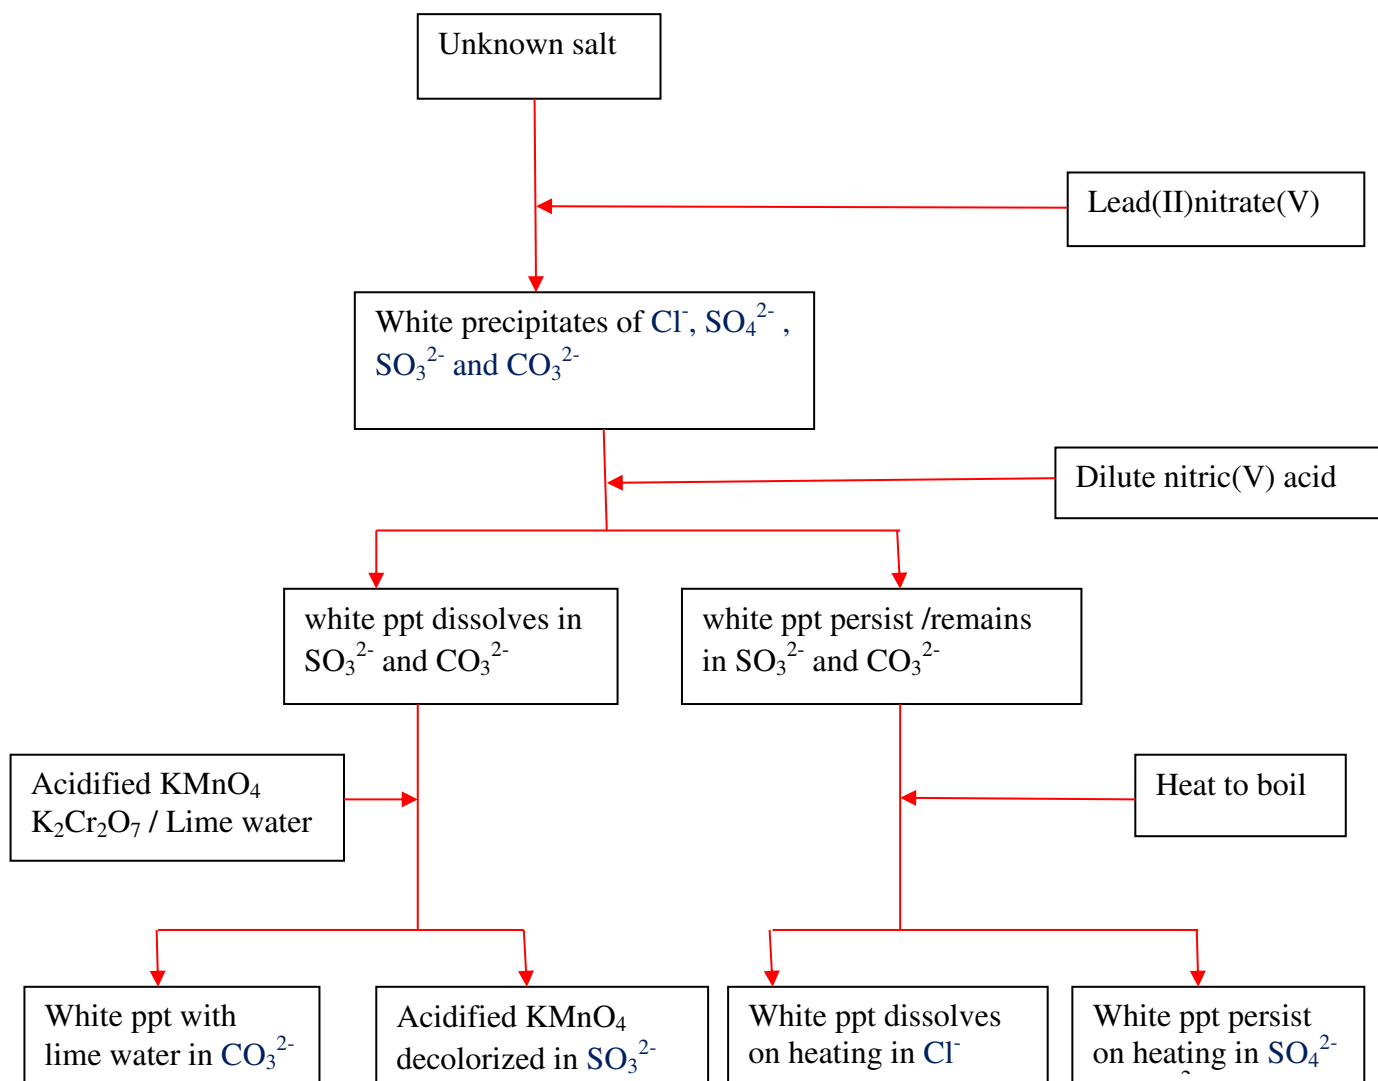 Unknown salt
Lead(II)nitrate(V)
White precipitates of Cl⁻, SO₄²⁻ ,
SO₃²⁻ and CO₃²⁻
Dilute nitric(V) acid
white ppt dissolves in
SO₃²⁻ and CO₃²⁻
white ppt persist /remains
in SO₃²⁻ and CO₃²⁻
Acidified KMnO₄
K₂Cr₂O₇ / Lime water
Heat to boil
White ppt with
lime water in CO₃²⁻
Acidified KMnO₄
decolorized in SO₃²⁻
White ppt dissolves
on heating in Cl⁻
White ppt persist
on heating in SO₄²⁻